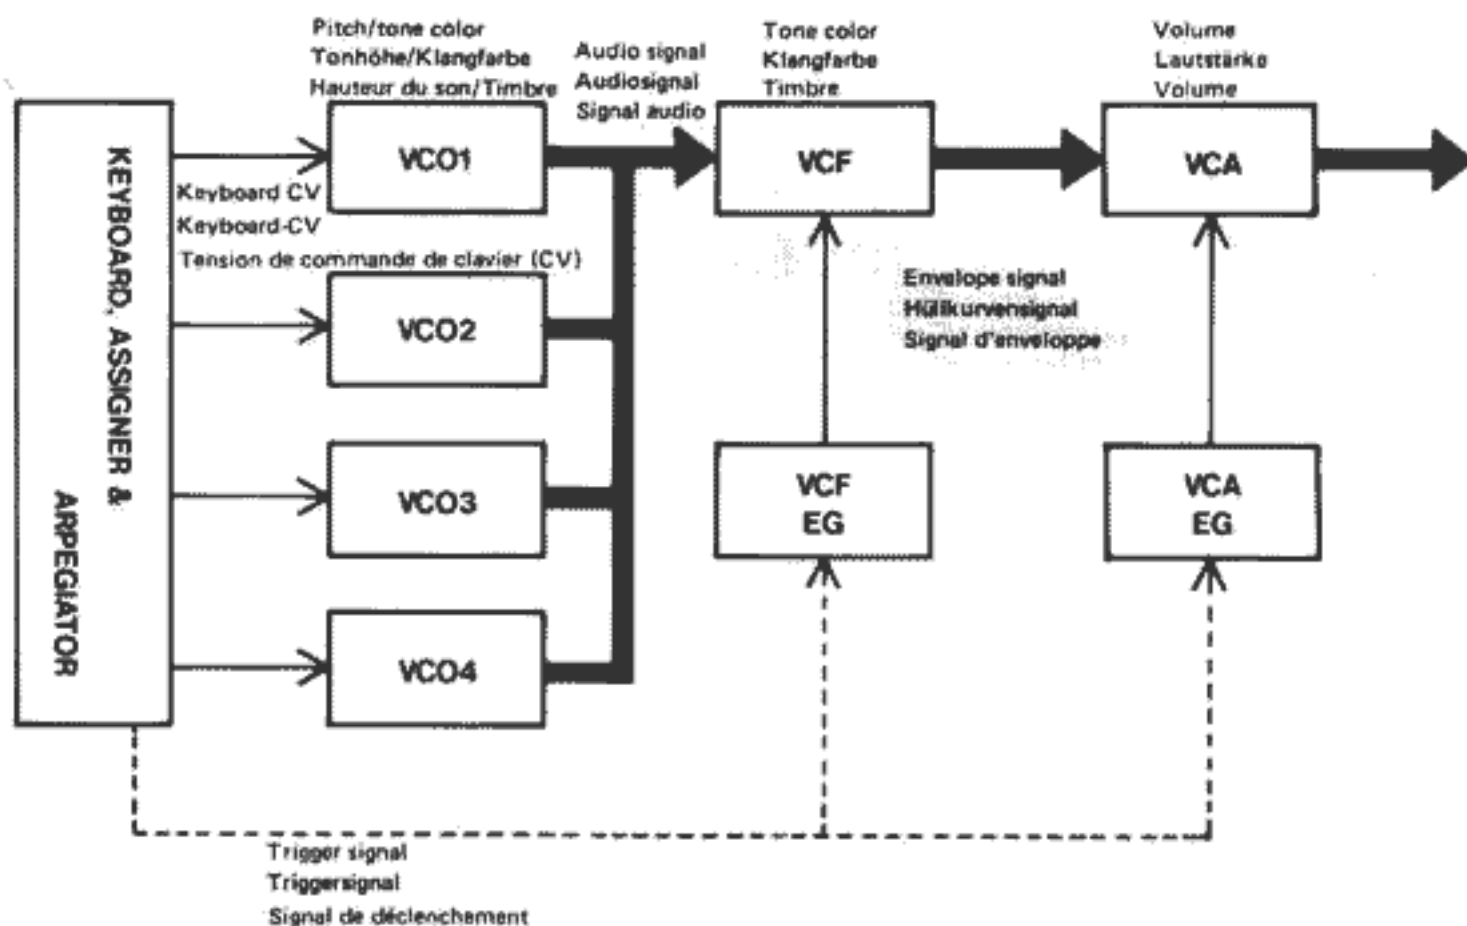 Pitch/tone color
Tonhöhe/Klangfarbe
Hauteur du son/Timbre
Audio signal
Audiosignal
Signal audio
Tone color
Klangfarbe
Timbre
Volume
Lautstärke
Volume
KEYBOARD, ASSIGNER &
ARPEGIATOR
VCO1
VCF
VCA
Keyboard CV
Keyboard-CV
Tension de commande de clavier (CV)
VCO2
Envelope signal
Hüllkurvensignal
Signal d'enveloppe
VCO3
VCF
EG
VCA
EG
VCO4
Trigger signal
Triggersignal
Signal de déclenchement